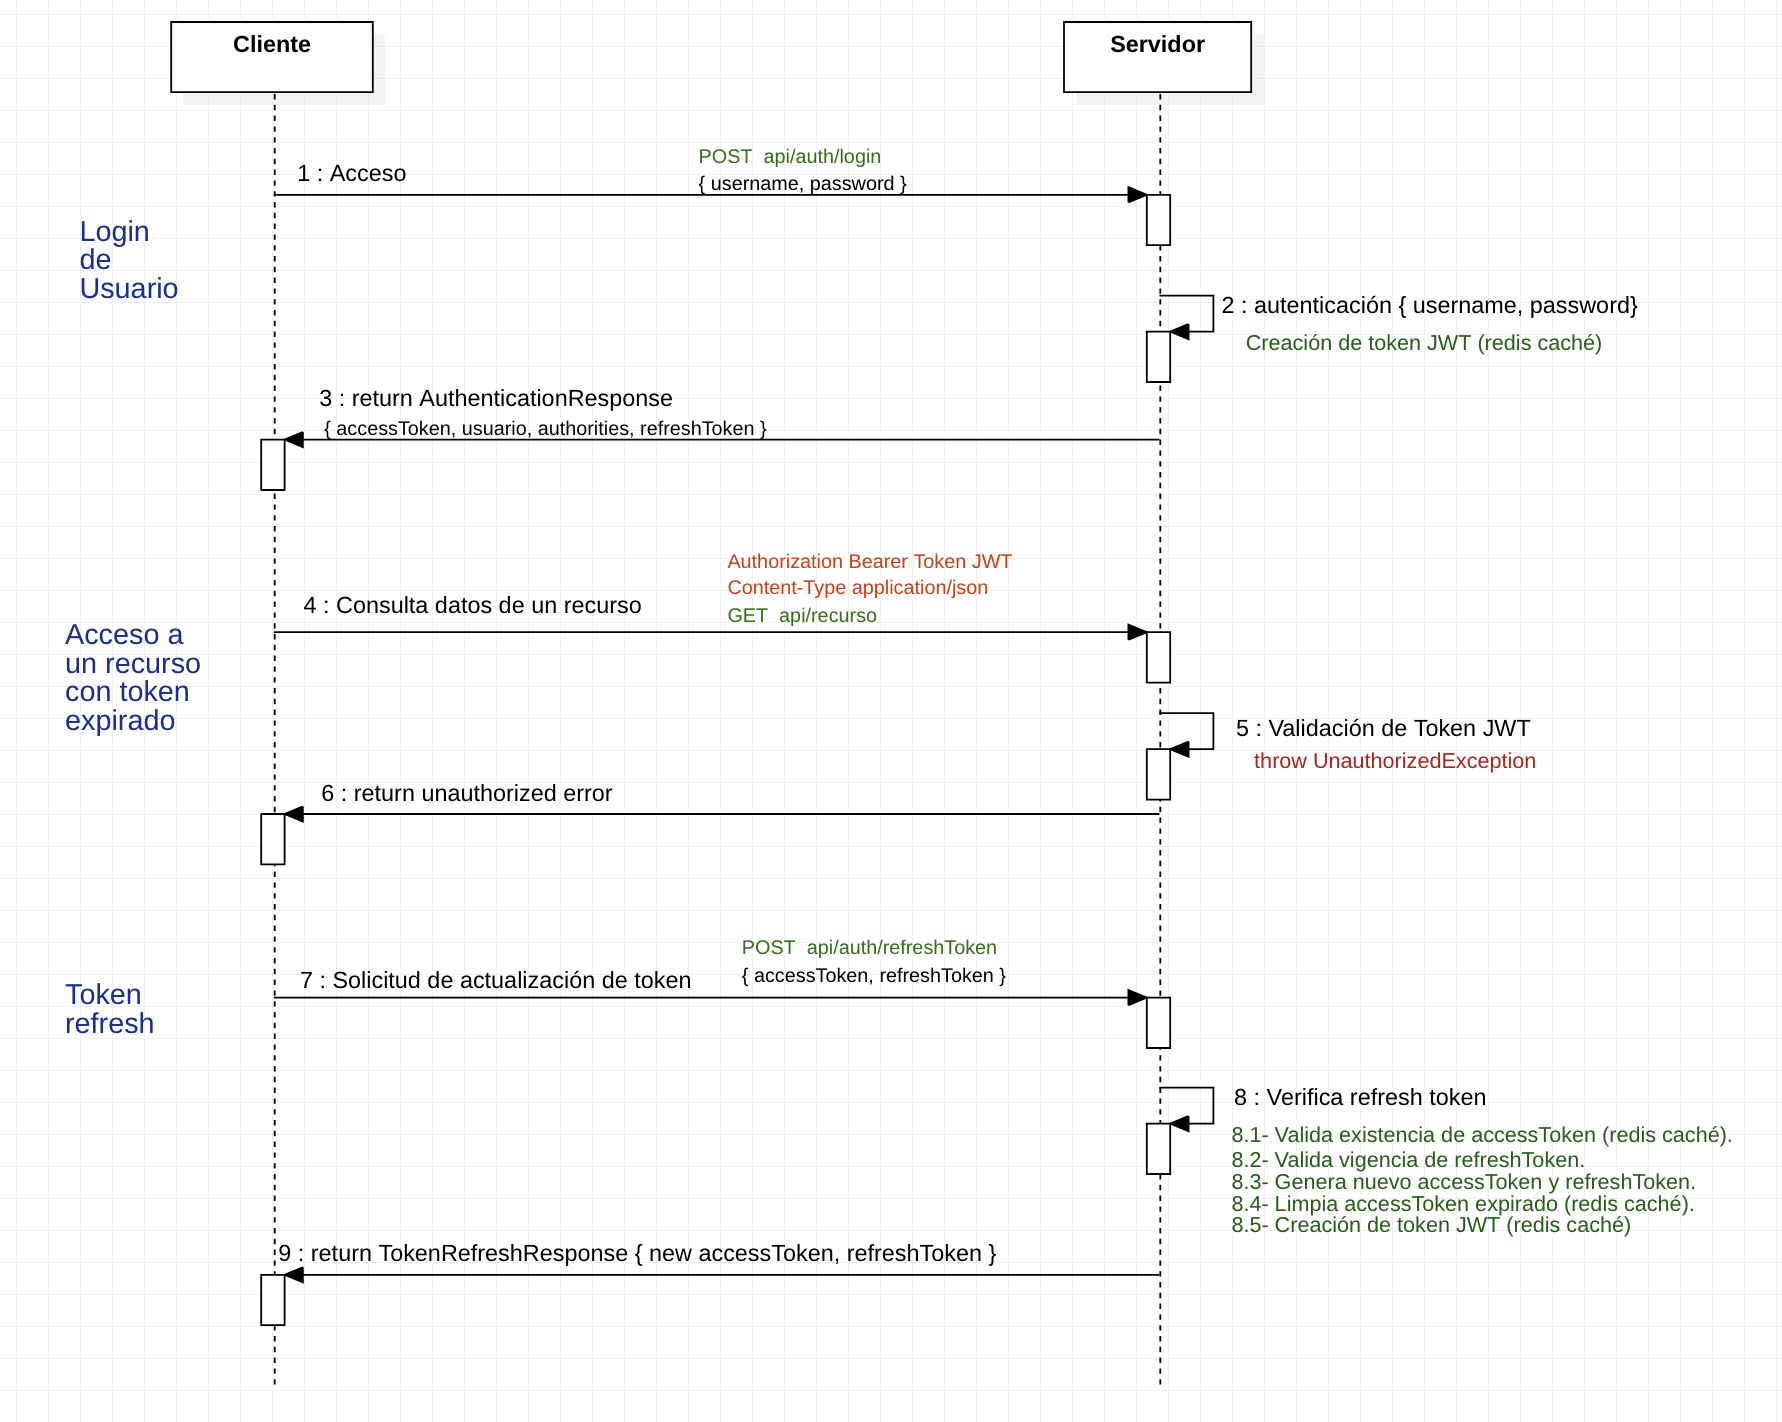 Cliente
Servidor
1 : Acceso
POST  api/auth/login
{ username, password }
Login
de
Usuario
2 : autenticación { username, password}
Creación de token JWT (redis caché)
3 : return AuthenticationResponse
{ accessToken, usuario, authorities, refreshToken }
Authorization Bearer Token JWT
Content-Type application/json
4 : Consulta datos de un recurso
GET  api/recurso
Acceso a
un recurso
con token
expirado
5 : Validación de Token JWT
throw UnauthorizedException
6 : return unauthorized error
POST  api/auth/refreshToken
7 : Solicitud de actualización de token
{ accessToken, refreshToken }
Token
refresh
8 : Verifica refresh token
8.1- Valida existencia de accessToken (redis caché).
8.2- Valida vigencia de refreshToken.
8.3- Genera nuevo accessToken y refreshToken.
8.4- Limpia accessToken expirado (redis caché).
8.5- Creación de token JWT (redis caché)
9 : return TokenRefreshResponse { new accessToken, refreshToken }